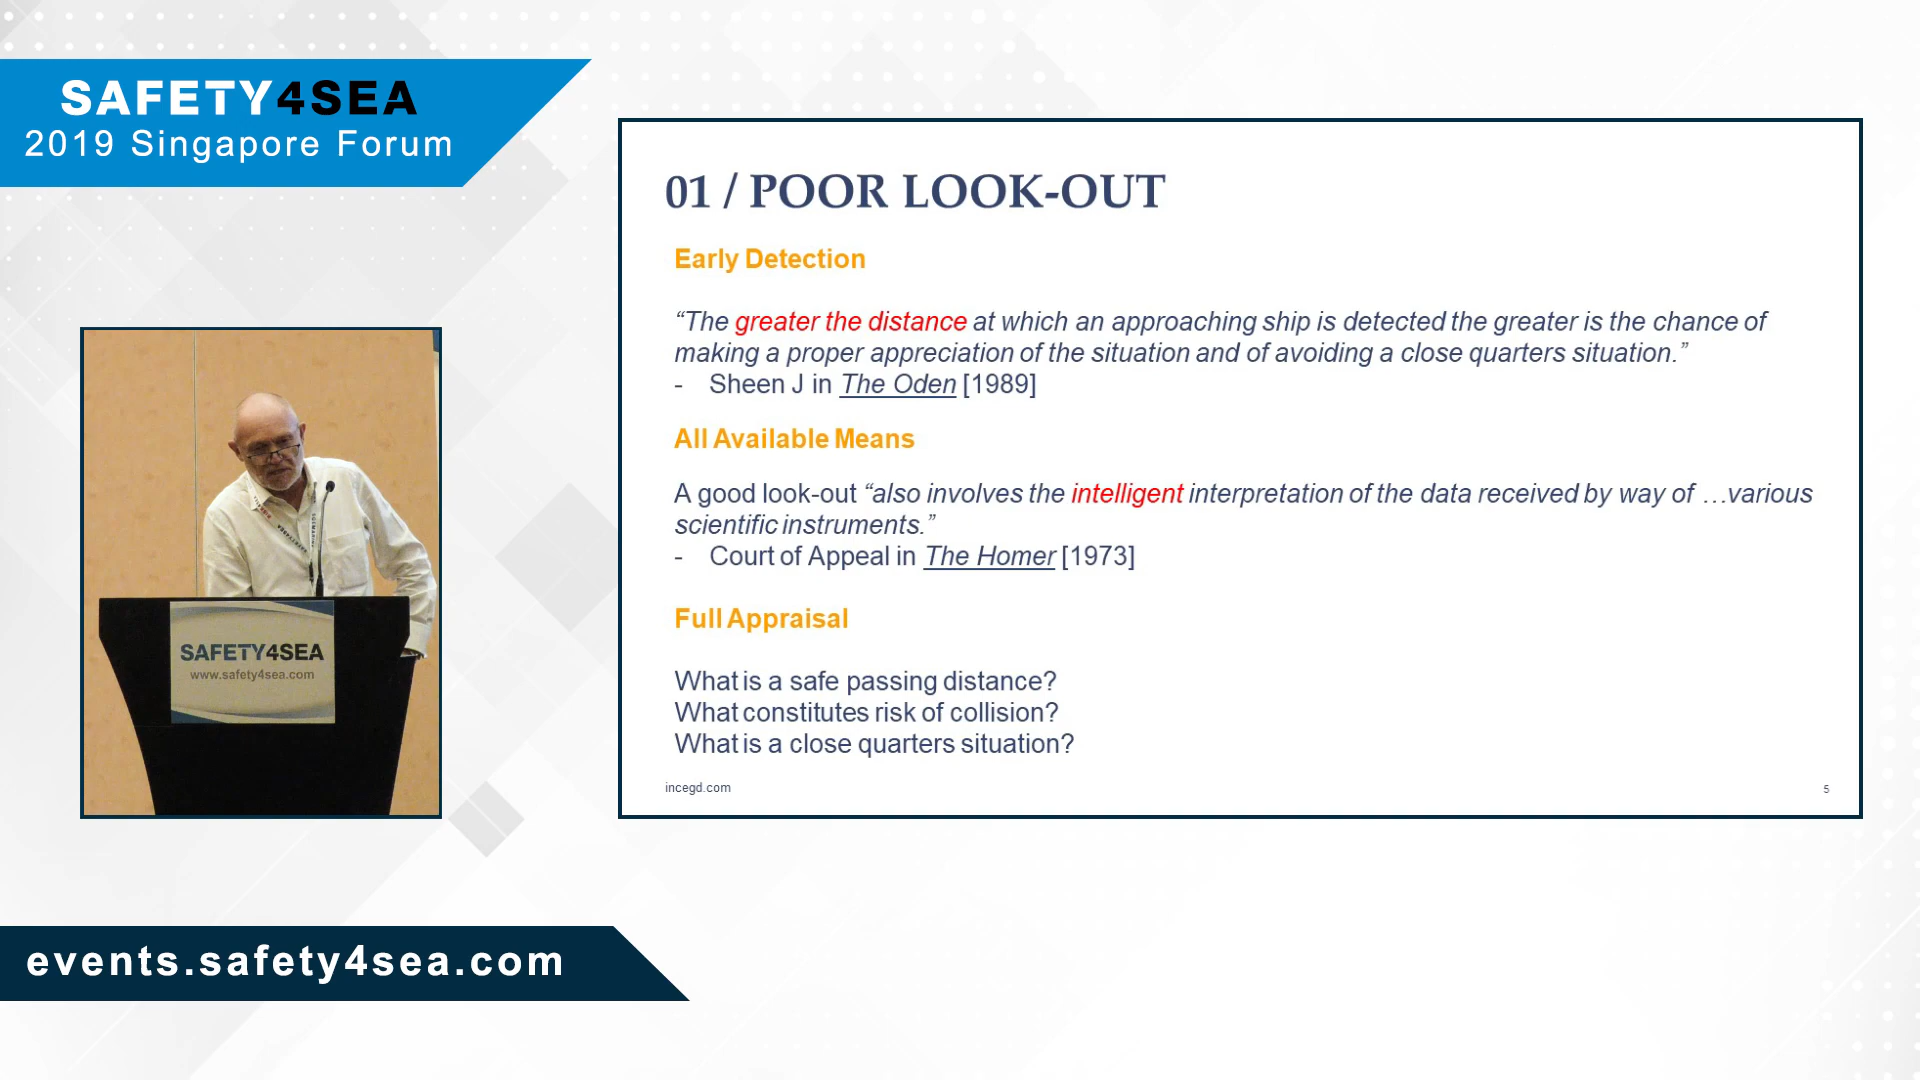 SAFETY4SEA
2019 Singapore Forum
01 / POOR LOOK-OUT
Early Detection
“The greater the distance at which an approaching ship is detected the greater is the chance of
making a proper appreciation of the situation and of avoiding a close quarters situation.”
- Sheen J in The Oden [1989]
All Available Means
A good look-out “also involves the intelligent interpretation of the data received by way of …various
scientific instruments.”
- Court of Appeal in The Homer [1973]
Full Appraisal
What is a safe passing distance?
What constitutes risk of collision?
What is a close quarters situation?
incegd.com
5
SAFETY4SEA
www.safety4sea.com
events.safety4sea.com